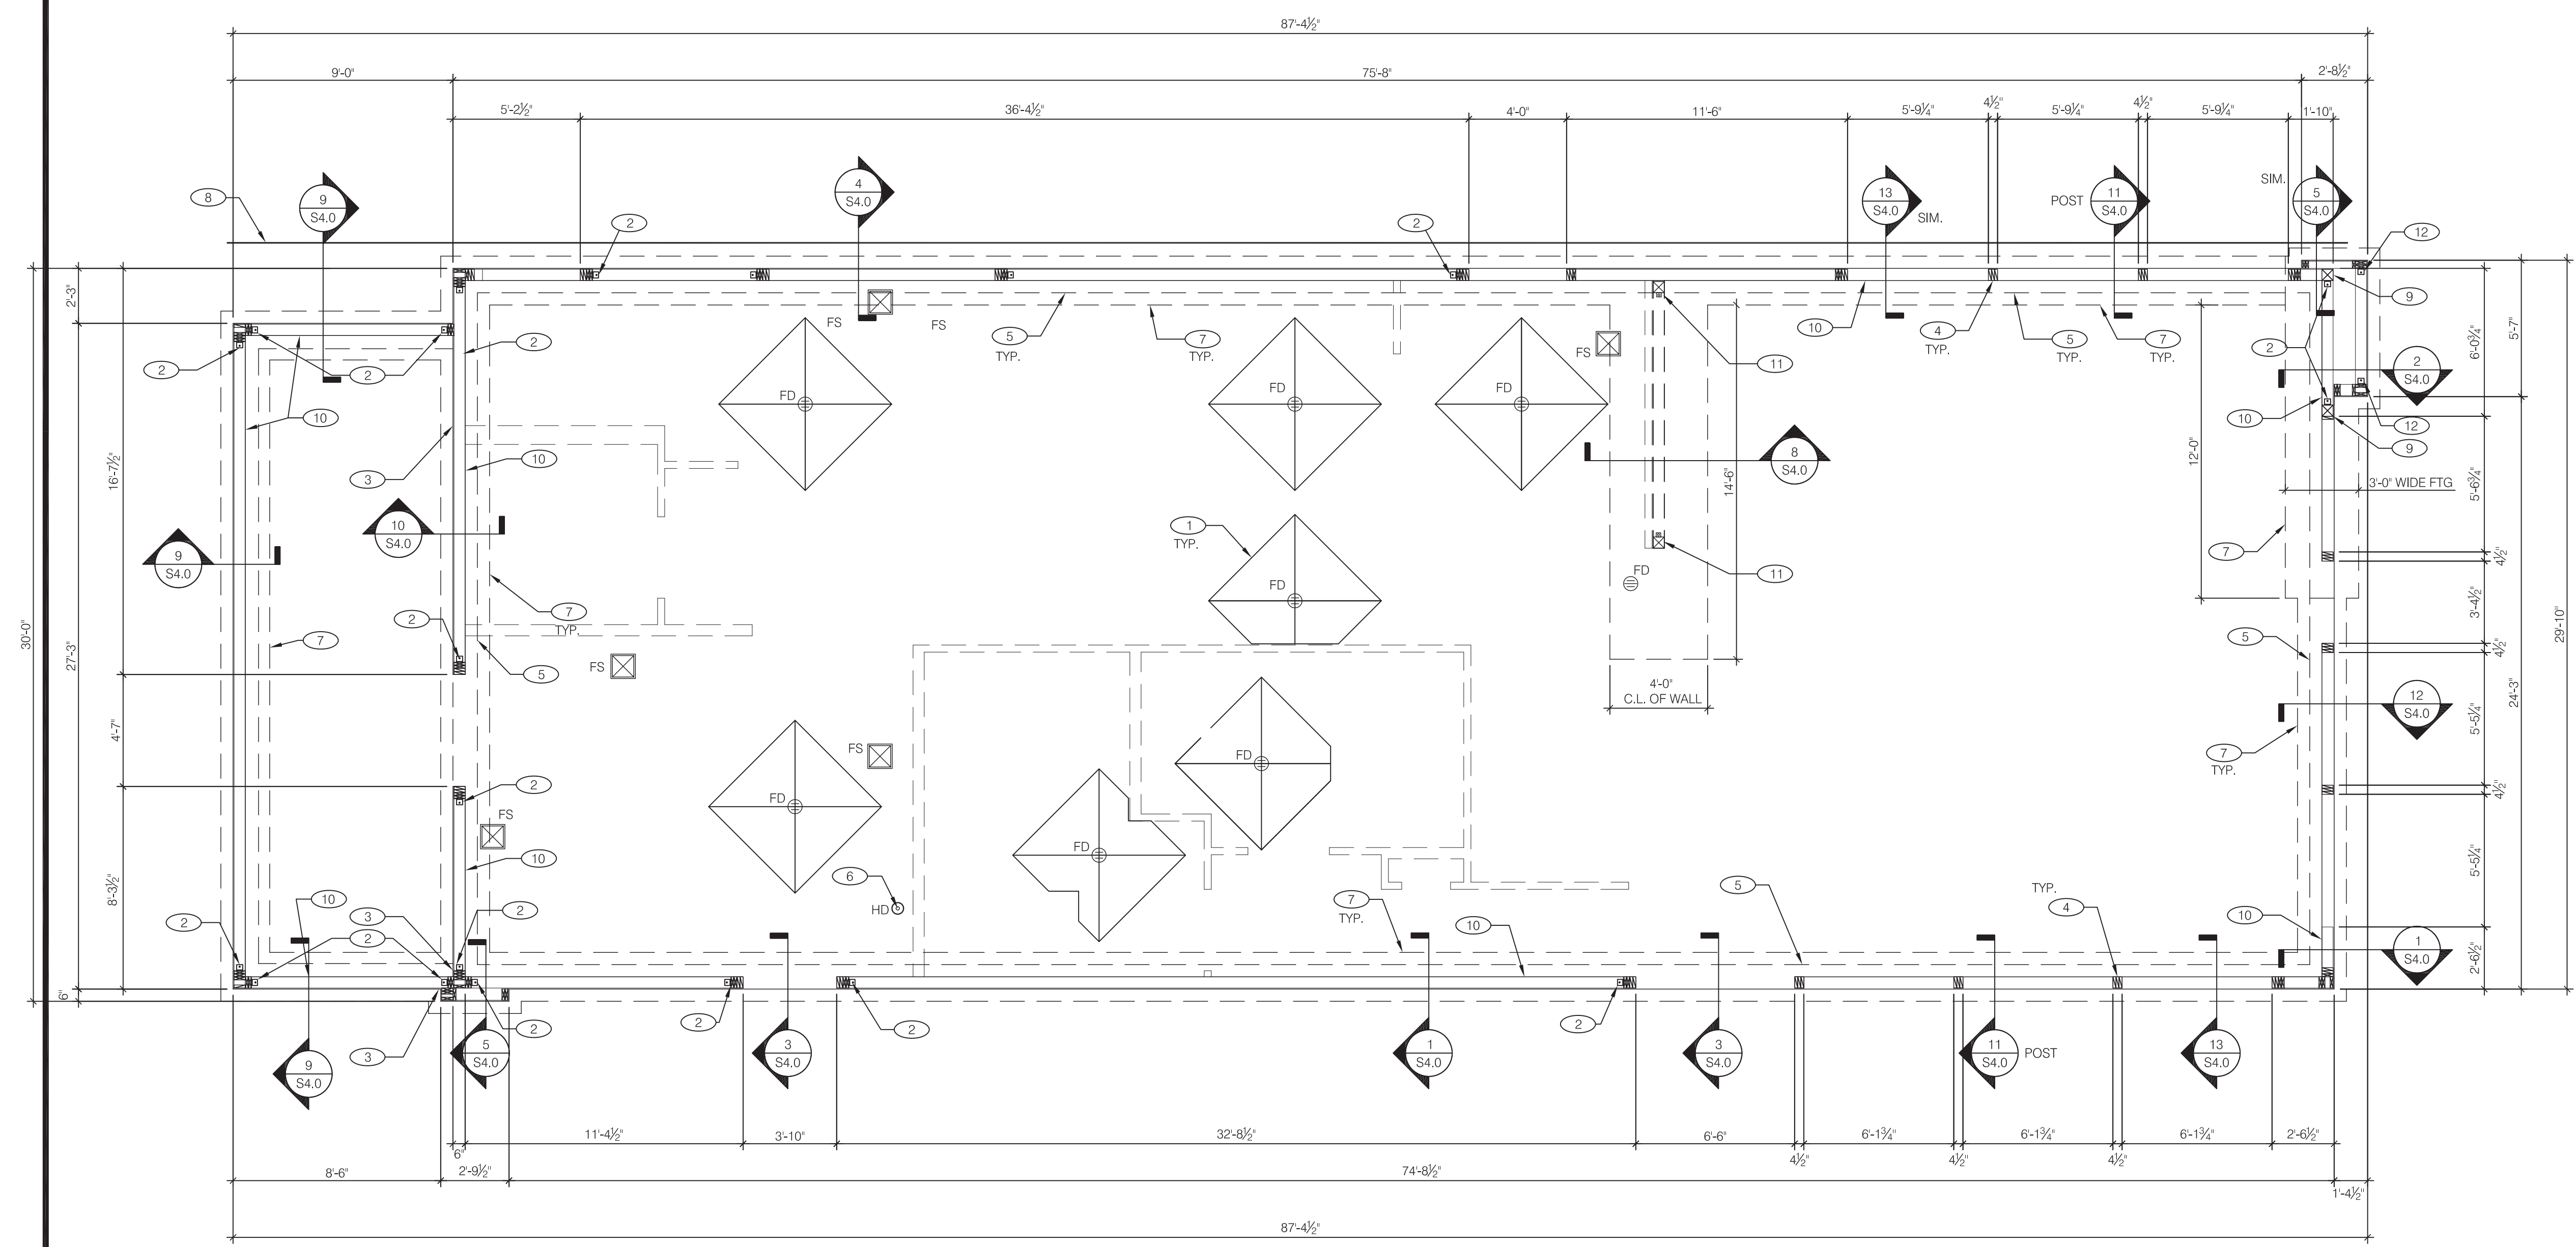 87'-4½"
9'-0"
75'-8"
2'-8½"
5'-2½"
36'-4½"
4'-0"
11'-6"
5'-9¼"
4½"
5'-9¼"
4½"
5'-9¼"
1'-10"
8
9
S4.0
2
4
S4.0
2
13
S4.0
SIM.
POST
11
S4.0
SIM.
5
S4.0
12
9
2'-3"
FS
FS
5
TYP.
7
TYP.
FS
10
4
TYP.
5
TYP.
7
TYP.
2
2
2
2
11
2
S4.0
6'-0¾"
5'-7"
10
FD
FD
FD
10
12
9
16'-7½"
3
10
8
S4.0
14'-6"
12'-0"
3'-0" WIDE FTG
5'-6¾"
10
S4.0
9
S4.0
1
TYP.
7
4½"
FD
FD
11
3'-4½"
30'-0"
27'-3"
7
2
7
TYP.
5
FS
5
4½"
29'-10"
4'-0"
C.L. OF WALL
12
S4.0
24'-3"
5'-5¼"
4'-7"
FS
FD
7
TYP.
2
FD
4½"
FS
8'-3½"
10
FD
5'-5¼"
6
HD
10
3
2
2
2
7
TYP.
10
5
TYP.
4
10
1
S4.0
2'-6½"
6"
2
2
2
2
3
9
S4.0
5
S4.0
3
S4.0
1
S4.0
3
S4.0
11
S4.0
POST
13
S4.0
6"
11'-4½"
3'-10"
32'-8½"
6'-6"
4½"
6'-1¾"
4½"
6'-1¾"
4½"
6'-1¾"
2'-6½"
8'-6"
2'-9½"
74'-8½"
1'-4½"
87'-4½"